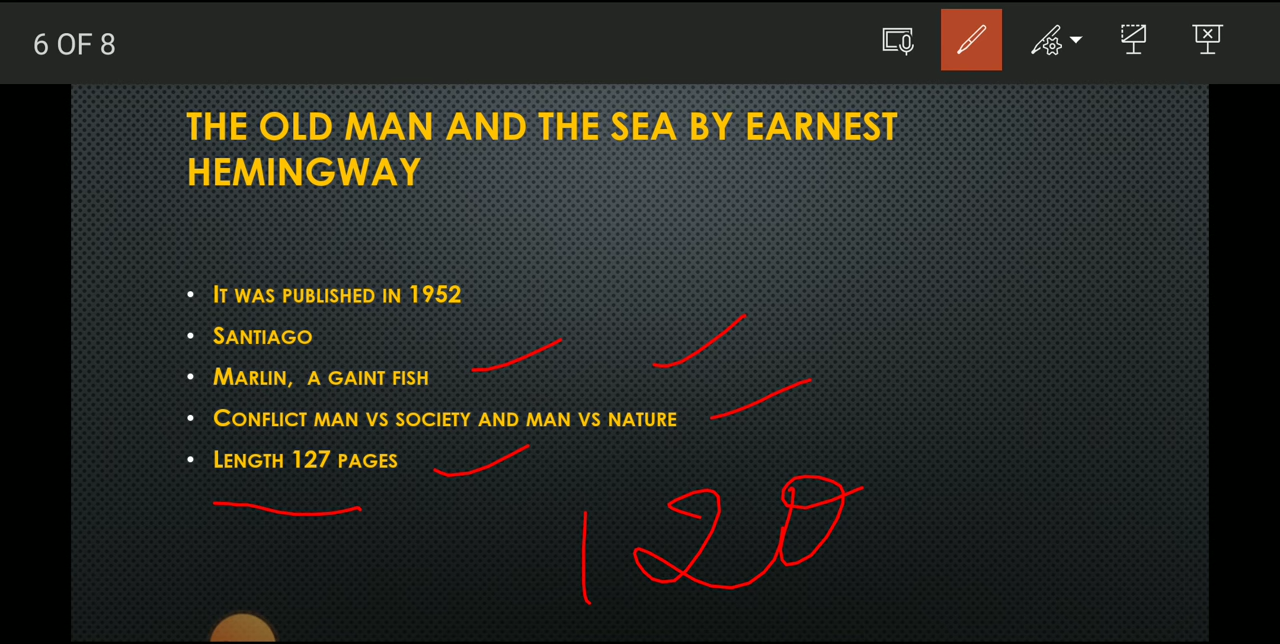 6 OF 8
THE OLD MAN AND THE SEA BY EARNEST
HEMINGWAY
• IT WAS PUBLISHED IN 1952
• SANTIAGO
• MARLIN, A GAINT FISH
• CONFLICT MAN VS SOCIETY AND MAN VS NATURE
• LENGTH 127 PAGES
120